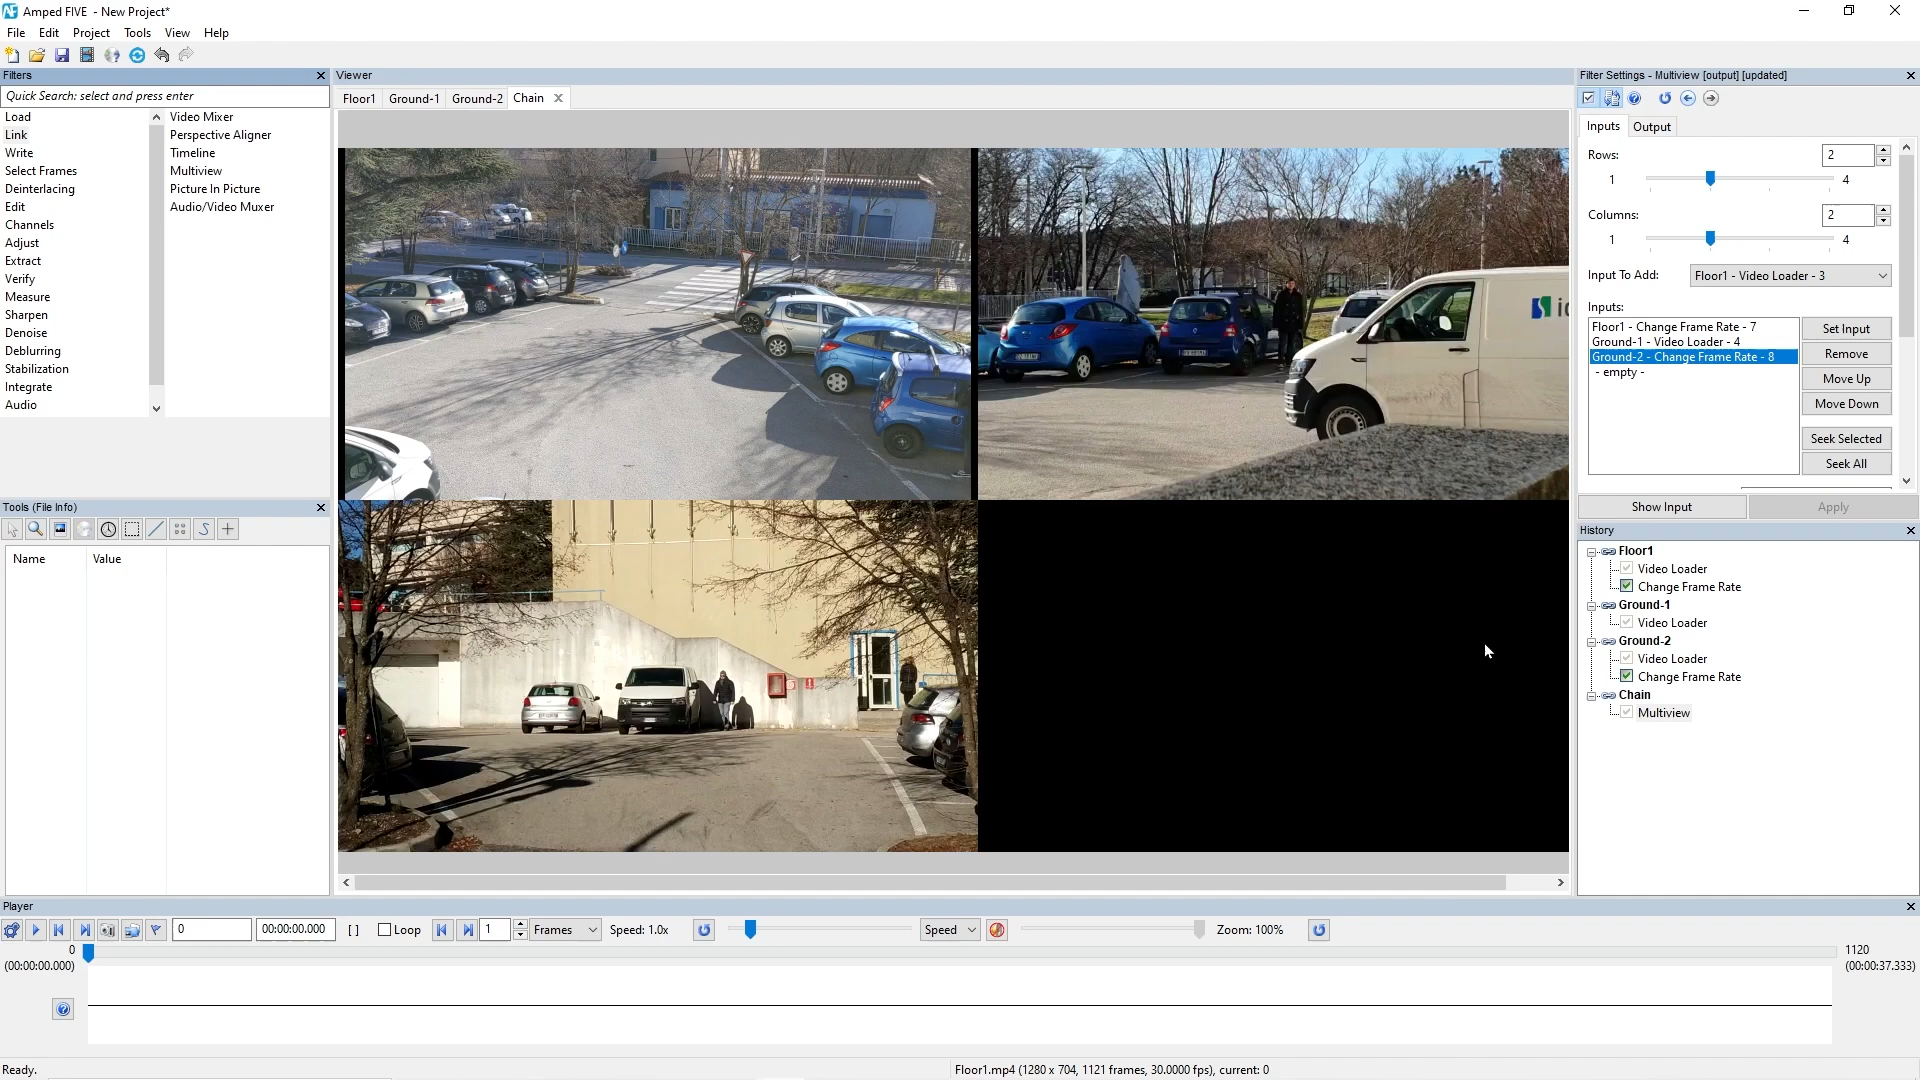 Amped FIVE - New Project*
File Edit Project Tools View Help
Filters
Quick Search: select and press enter
Load
Link
Write
Select Frames
Deinterlacing
Edit
Channels
Adjust
Extract
Verify
Measure
Sharpen
Denoise
Deblurring
Stabilization
Integrate
Audio
Video Mixer
Perspective Aligner
Timeline
Multiview
Picture In Picture
Audio/Video Muxer
Tools (File Info)
Name Value
Viewer
Floor1 Ground-1 Ground-2 Chain
Filter Settings - Multiview [output] [updated]
Inputs Output
Rows: 2
1 4
Columns: 2
1 4
Input To Add: Floor1 - Video Loader - 3
Inputs:
Floor1 - Change Frame Rate - 7
Ground-1 - Video Loader - 4
Ground-2 - Change Frame Rate - 8
- empty -
Set Input
Remove
Move Up
Move Down
Seek Selected
Seek All
Show Input Apply
History
Floor1
Video Loader
Change Frame Rate
Ground-1
Video Loader
Ground-2
Video Loader
Change Frame Rate
Chain
Multiview
Player
0 00:00:00.000 [ ] Loop 1 Frames Speed: 1.0x Speed Zoom: 100%
0
(00:00:00.000)
1120
(00:00:37.333)
Ready.
Floor1.mp4 (1280 x 704, 1121 frames, 30.0000 fps), current: 0